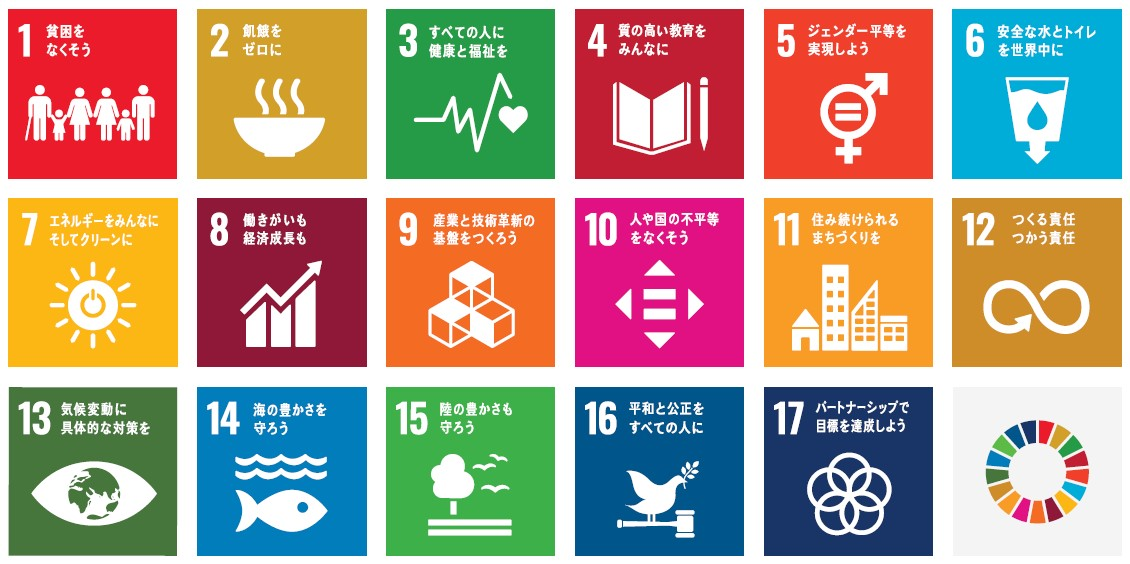 1 貧困を
なくそう
2 飢餓を
ゼロに
3 すべての人に
健康と福祉を
4 質の高い教育を
みんなに
5 ジェンダー平等を
実現しよう
6 安全な水とトイレ
を世界中に
7 エネルギーをみんなに
そしてクリーンに
8 働きがいも
経済成長も
9 産業と技術革新の
基盤をつくろう
10 人や国の不平等
をなくそう
11 住み続けられる
まちづくりを
12 つくる責任
つかう責任
13 気候変動に
具体的な対策を
14 海の豊かさを
守ろう
15 陸の豊かさも
守ろう
16 平和と公正を
すべての人に
17 パートナーシップで
目標を達成しよう